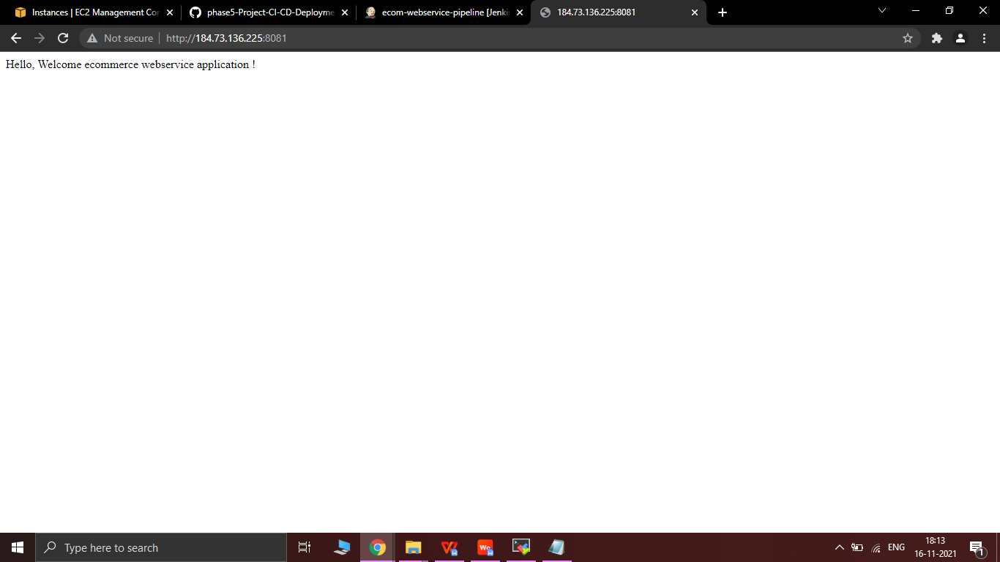 Instances | EC2 Management Cor
phase5-Project-CI-CD-Deployme
ecom-webservice-pipeline [Jenki
184.73.136.225:8081
Not secure
http://184.73.136.225:8081
Hello, Welcome ecommerce webservice application !
Type here to search
ENG
18:13
16-11-2021
1